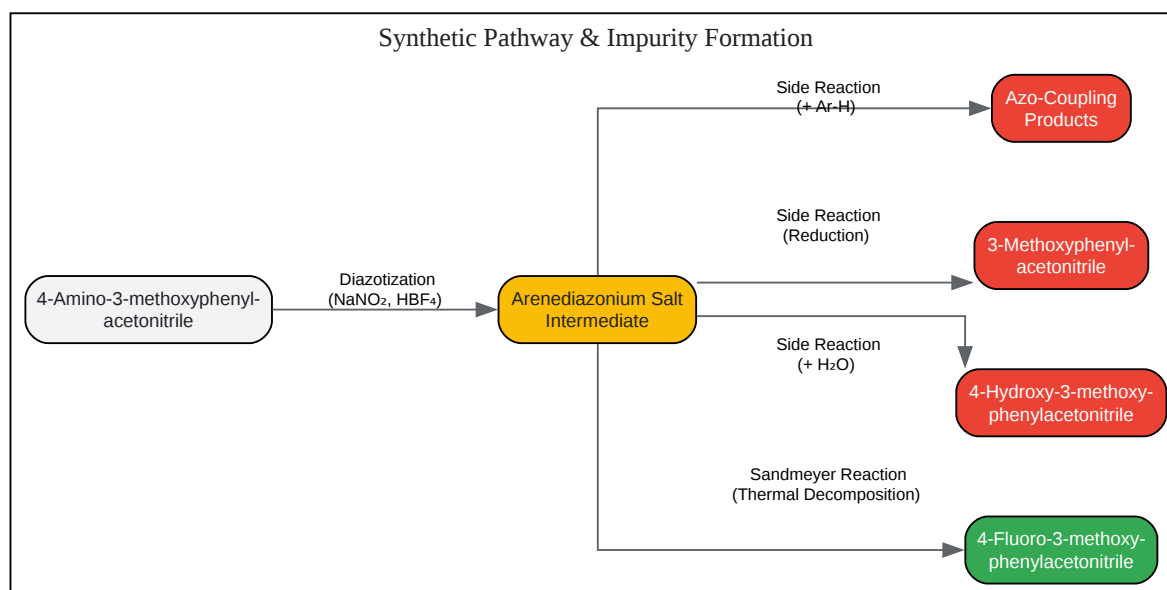 Synthetic Pathway & Impurity Formation
Side Reaction
(+ Ar-H)
Azo-Coupling
Products
Side Reaction
(Reduction)
3-Methoxyphenyl-
acetonitrile
4-Amino-3-methoxyphenyl-
acetonitrile
Diazotization
(NaNO₂, HBF₄)
Arenediazonium Salt
Intermediate
Side Reaction
(+ H₂O)
4-Hydroxy-3-methoxy-
phenylacetonitrile
Sandmeyer Reaction
(Thermal Decomposition)
4-Fluoro-3-methoxy-
phenylacetonitrile